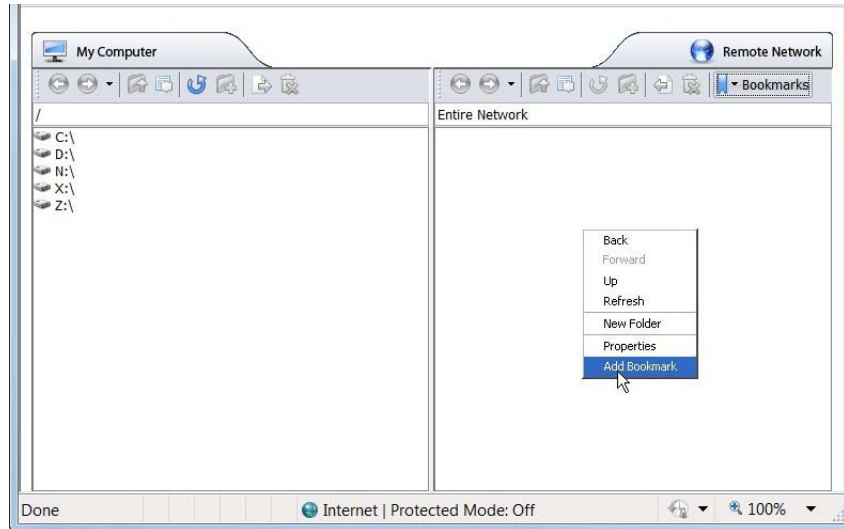 My Computer
Remote Network
Bookmarks
/
Entire Network
C:\
D:\
N:\
X:\
Z:\
Back
Forward
Up
Refresh
New Folder
Properties
Add Bookmark
Done
Internet | Protected Mode: Off
100%